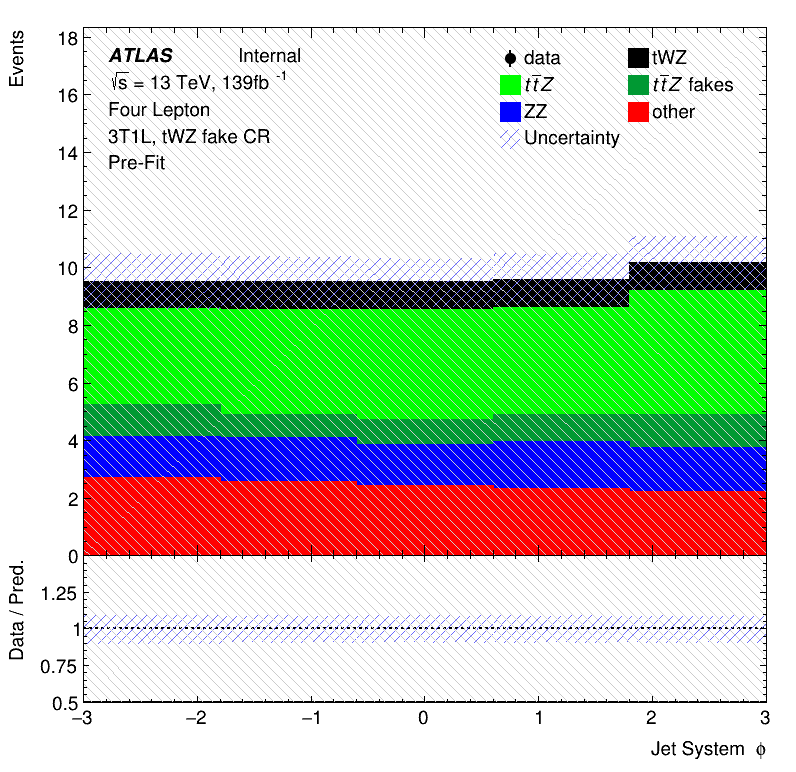 Events
18
16
14
12
10
8
6
4
2
0
ATLAS Internal
√s = 13 TeV, 139fb⁻¹
Four Lepton
3T1L, tWZ fake CR
Pre-Fit
data
tWZ
tt̅Z
tt̅Z fakes
ZZ
other
Uncertainty
Data / Pred.
1.25
1
0.75
0.5
−3 −2 −1 0 1 2 3
Jet System ϕ